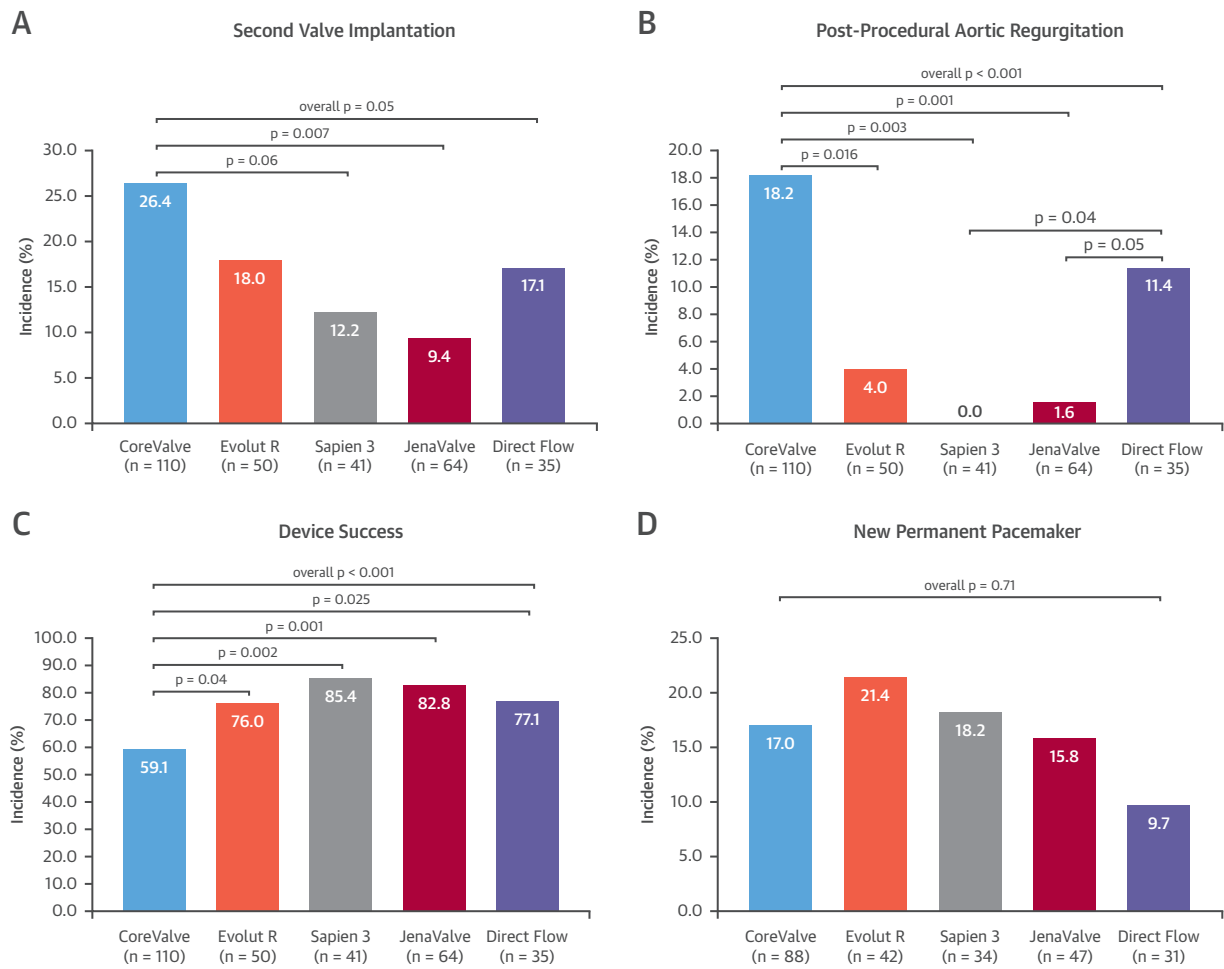 A
Second Valve Implantation
overall p = 0.05
p = 0.007
p = 0.06
30.0
25.0
20.0
15.0
10.0
5.0
0.0
Incidence (%)
26.4
18.0
12.2
9.4
17.1
CoreValve Evolut R Sapien 3 JenaValve Direct Flow
(n = 110) (n = 50) (n = 41) (n = 64) (n = 35)
B
Post-Procedural Aortic Regurgitation
overall p < 0.001
p = 0.001
p = 0.003
p = 0.016
p = 0.04
p = 0.05
20.0
18.0
16.0
14.0
12.0
10.0
8.0
6.0
4.0
2.0
0.0
Incidence (%)
18.2
4.0
0.0
1.6
11.4
CoreValve Evolut R Sapien 3 JenaValve Direct Flow
(n = 110) (n = 50) (n = 41) (n = 64) (n = 35)
C
Device Success
overall p < 0.001
p = 0.025
p = 0.001
p = 0.002
p = 0.04
100.0
90.0
80.0
70.0
60.0
50.0
40.0
30.0
20.0
10.0
0.0
Incidence (%)
59.1
76.0
85.4
82.8
77.1
CoreValve Evolut R Sapien 3 JenaValve Direct Flow
(n = 110) (n = 50) (n = 41) (n = 64) (n = 35)
D
New Permanent Pacemaker
overall p = 0.71
25.0
20.0
15.0
10.0
5.0
0.0
Incidence (%)
17.0
21.4
18.2
15.8
9.7
CoreValve Evolut R Sapien 3 JenaValve Direct Flow
(n = 88) (n = 42) (n = 34) (n = 47) (n = 31)